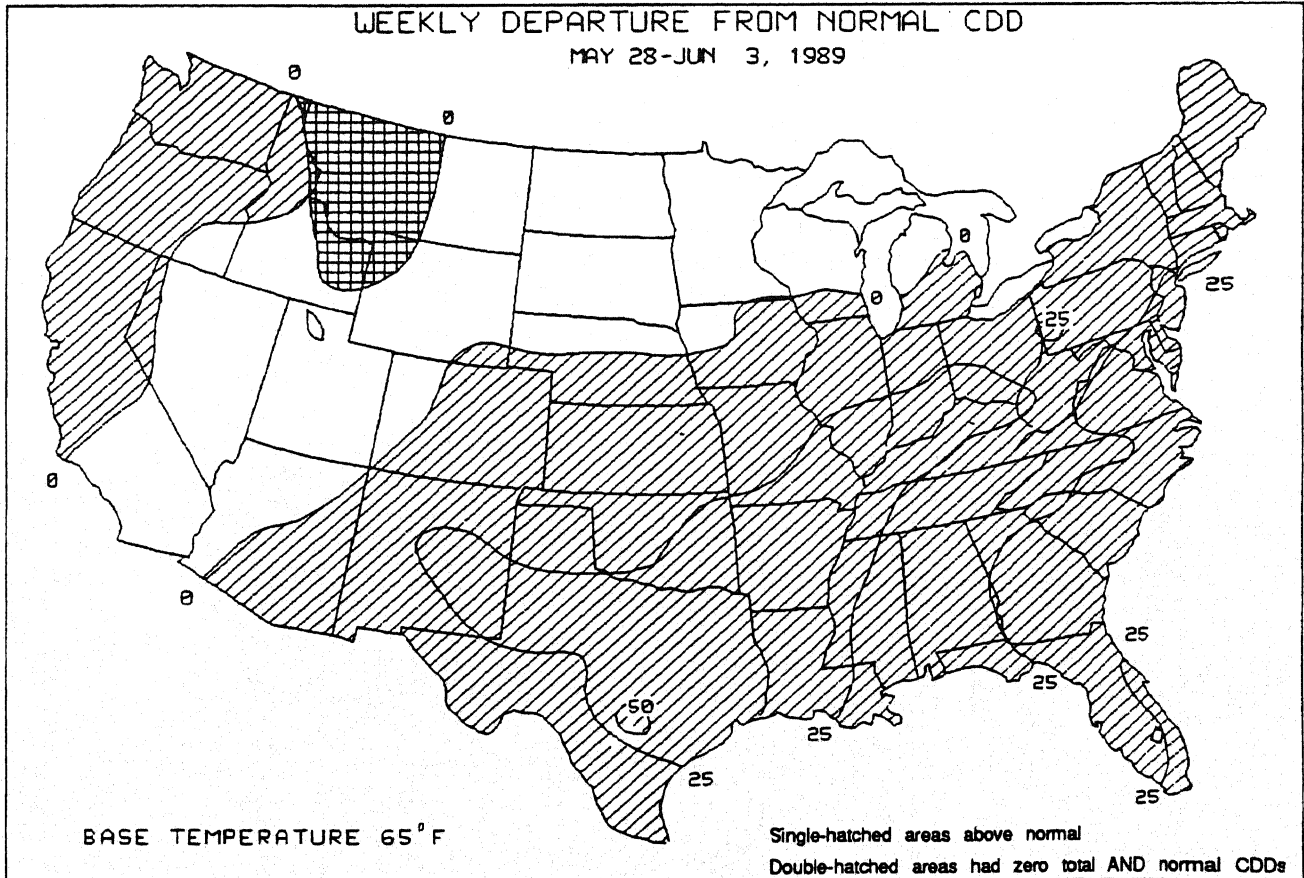 WEEKLY DEPARTURE FROM NORMAL CDD
MAY 28-JUN 3, 1989
0
0
0
25
0
25
0
0
25
50
25
25
25
25
BASE TEMPERATURE 65°F
Single-hatched areas above normal
Double-hatched areas had zero total AND normal CDDs